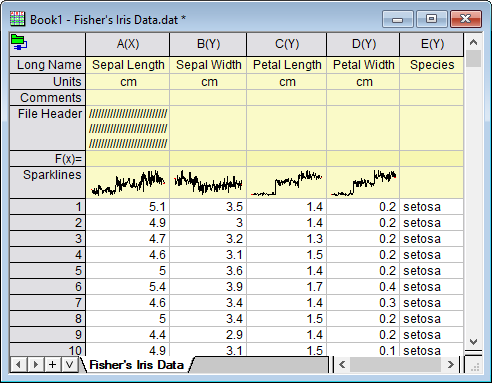 Book1 - Fisher's Iris Data.dat *
A(X) B(Y) C(Y) D(Y) E(Y)
Long Name Sepal Length Sepal Width Petal Length Petal Width Species
Units cm cm cm cm
Comments
File Header ///////////////////////////
///////////////////////////
///////////////////////////
F(x)=
Sparklines
1 5.1 3.5 1.4 0.2 setosa
2 4.9 3 1.4 0.2 setosa
3 4.7 3.2 1.3 0.2 setosa
4 4.6 3.1 1.5 0.2 setosa
5 5 3.6 1.4 0.2 setosa
6 5.4 3.9 1.7 0.4 setosa
7 4.6 3.4 1.4 0.3 setosa
8 5 3.4 1.5 0.2 setosa
9 4.4 2.9 1.4 0.2 setosa
10 4.9 3.1 1.5 0.1 setosa
Fisher's Iris Data